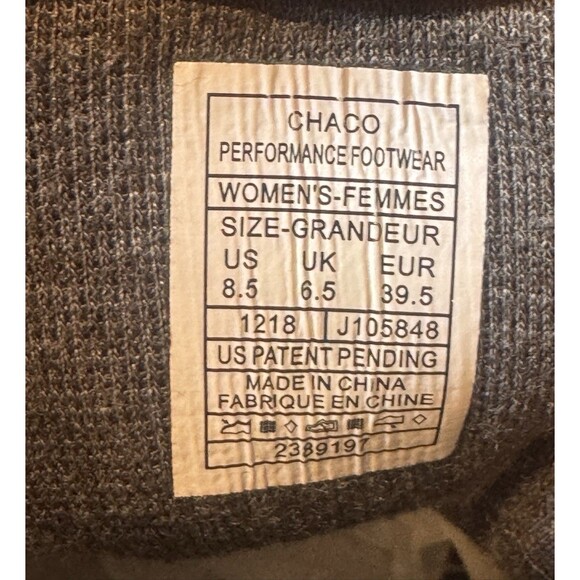 CHACO
PERFORMANCE FOOTWEAR
WOMEN'S-FEMMES
SIZE-GRANDEUR
US UK EUR
8.5 6.5 39.5
1218 J105848
US PATENT PENDING
MADE IN CHINA
FABRIQUE EN CHINE
2389197